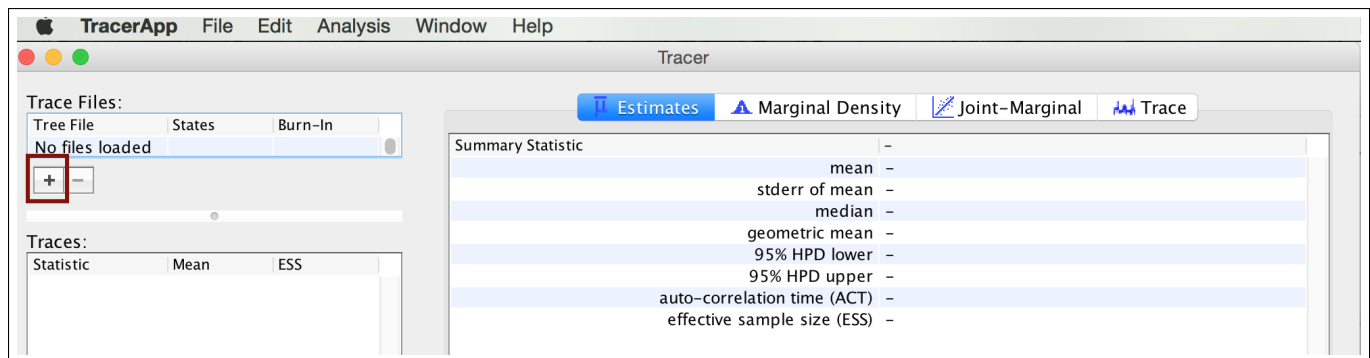 TracerApp File Edit Analysis Window Help
Tracer
Trace Files:
Tree File States Burn-In
No files loaded
+ −
Traces:
Statistic Mean ESS
Estimates Marginal Density Joint-Marginal Trace
Summary Statistic -
mean -
stderr of mean -
median -
geometric mean -
95% HPD lower -
95% HPD upper -
auto-correlation time (ACT) -
effective sample size (ESS) -